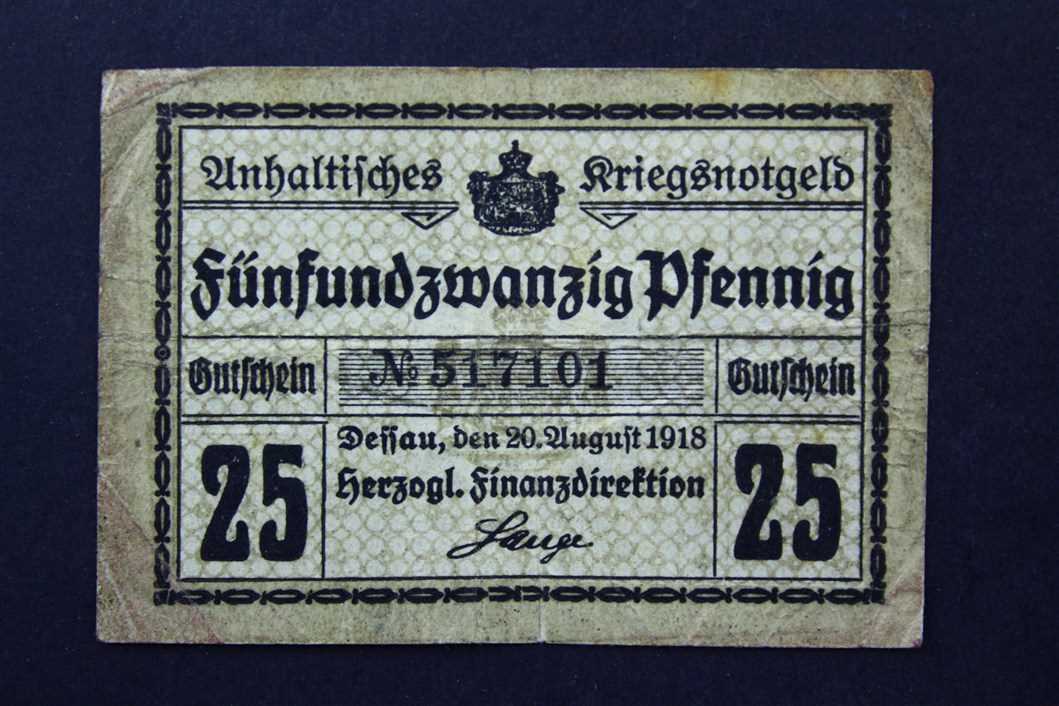 Anhaltisches Kriegsnotgeld
Fünfundzwanzig Pfennig
Gutschein № 517101 Gutschein
25 Dessau, den 20. August 1918 25
Herzogl. Finanzdirektion
Lange